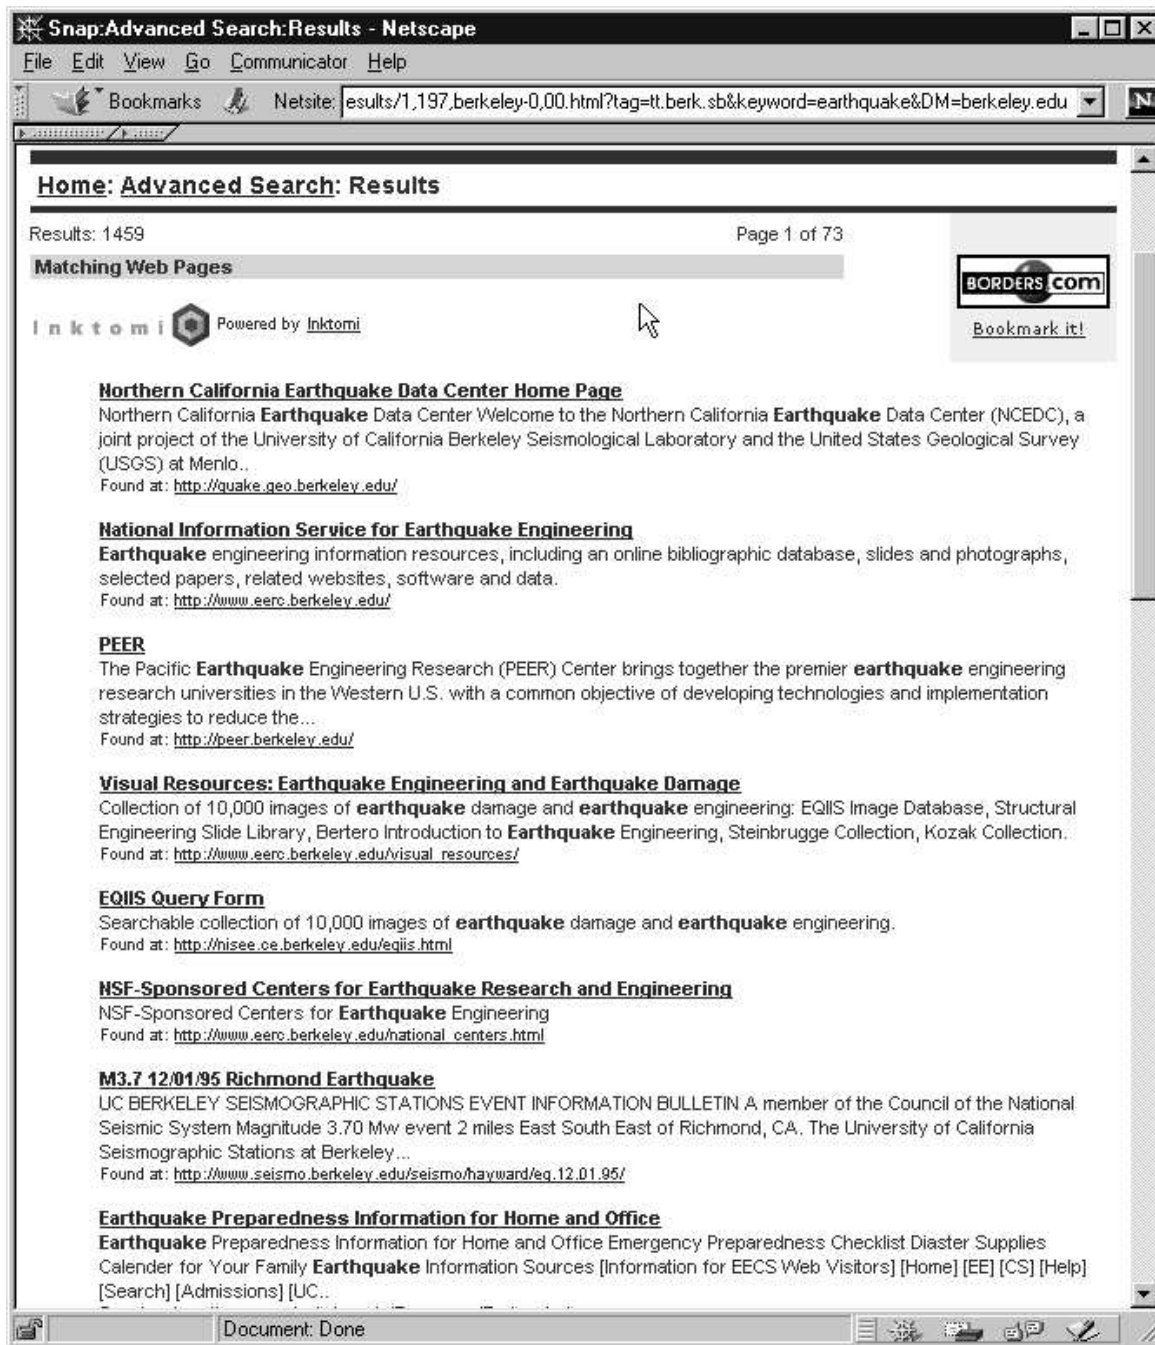 Snap:Advanced Search:Results - Netscape
File Edit View Go Communicator Help
Bookmarks Netsite: esults/1,197,berkeley-0,00.html?tag=tt.berk.sb&keyword=earthquake&DM=berkeley.edu N
Home: Advanced Search: Results
Results: 1459 Page 1 of 73
Matching Web Pages
BORDERS.com
Inktomi Powered by Inktomi
Bookmark it!
Northern California Earthquake Data Center Home Page
Northern California Earthquake Data Center Welcome to the Northern California Earthquake Data Center (NCEDC), a
joint project of the University of California Berkeley Seismological Laboratory and the United States Geological Survey
(USGS) at Menlo..
Found at: http://quake.geo.berkeley.edu/
National Information Service for Earthquake Engineering
Earthquake engineering information resources, including an online bibliographic database, slides and photographs,
selected papers, related websites, software and data.
Found at: http://www.eerc.berkeley.edu/
PEER
The Pacific Earthquake Engineering Research (PEER) Center brings together the premier earthquake engineering
research universities in the Western U.S. with a common objective of developing technologies and implementation
strategies to reduce the...
Found at: http://peer.berkeley.edu/
Visual Resources: Earthquake Engineering and Earthquake Damage
Collection of 10,000 images of earthquake damage and earthquake engineering: EQIIS Image Database, Structural
Engineering Slide Library, Bertero Introduction to Earthquake Engineering, Steinbrugge Collection, Kozak Collection.
Found at: http://www.eerc.berkeley.edu/visual_resources/
EQIIS Query Form
Searchable collection of 10,000 images of earthquake damage and earthquake engineering.
Found at: http://nisee.ce.berkeley.edu/eqiis.html
NSF-Sponsored Centers for Earthquake Research and Engineering
NSF-Sponsored Centers for Earthquake Engineering
Found at: http://www.eerc.berkeley.edu/national_centers.html
M3.7 12/01/95 Richmond Earthquake
UC BERKELEY SEISMOGRAPHIC STATIONS EVENT INFORMATION BULLETIN A member of the Council of the National
Seismic System Magnitude 3.70 Mw event 2 miles East South East of Richmond, CA. The University of California
Seismographic Stations at Berkeley...
Found at: http://www.seismo.berkeley.edu/seismo/hayward/eq.12.01.95/
Earthquake Preparedness Information for Home and Office
Earthquake Preparedness Information for Home and Office Emergency Preparedness Checklist Diaster Supplies
Calender for Your Family Earthquake Information Sources [Information for EECS Web Visitors] [Home] [EE] [CS] [Help]
[Search] [Admissions] [UC..
Document: Done